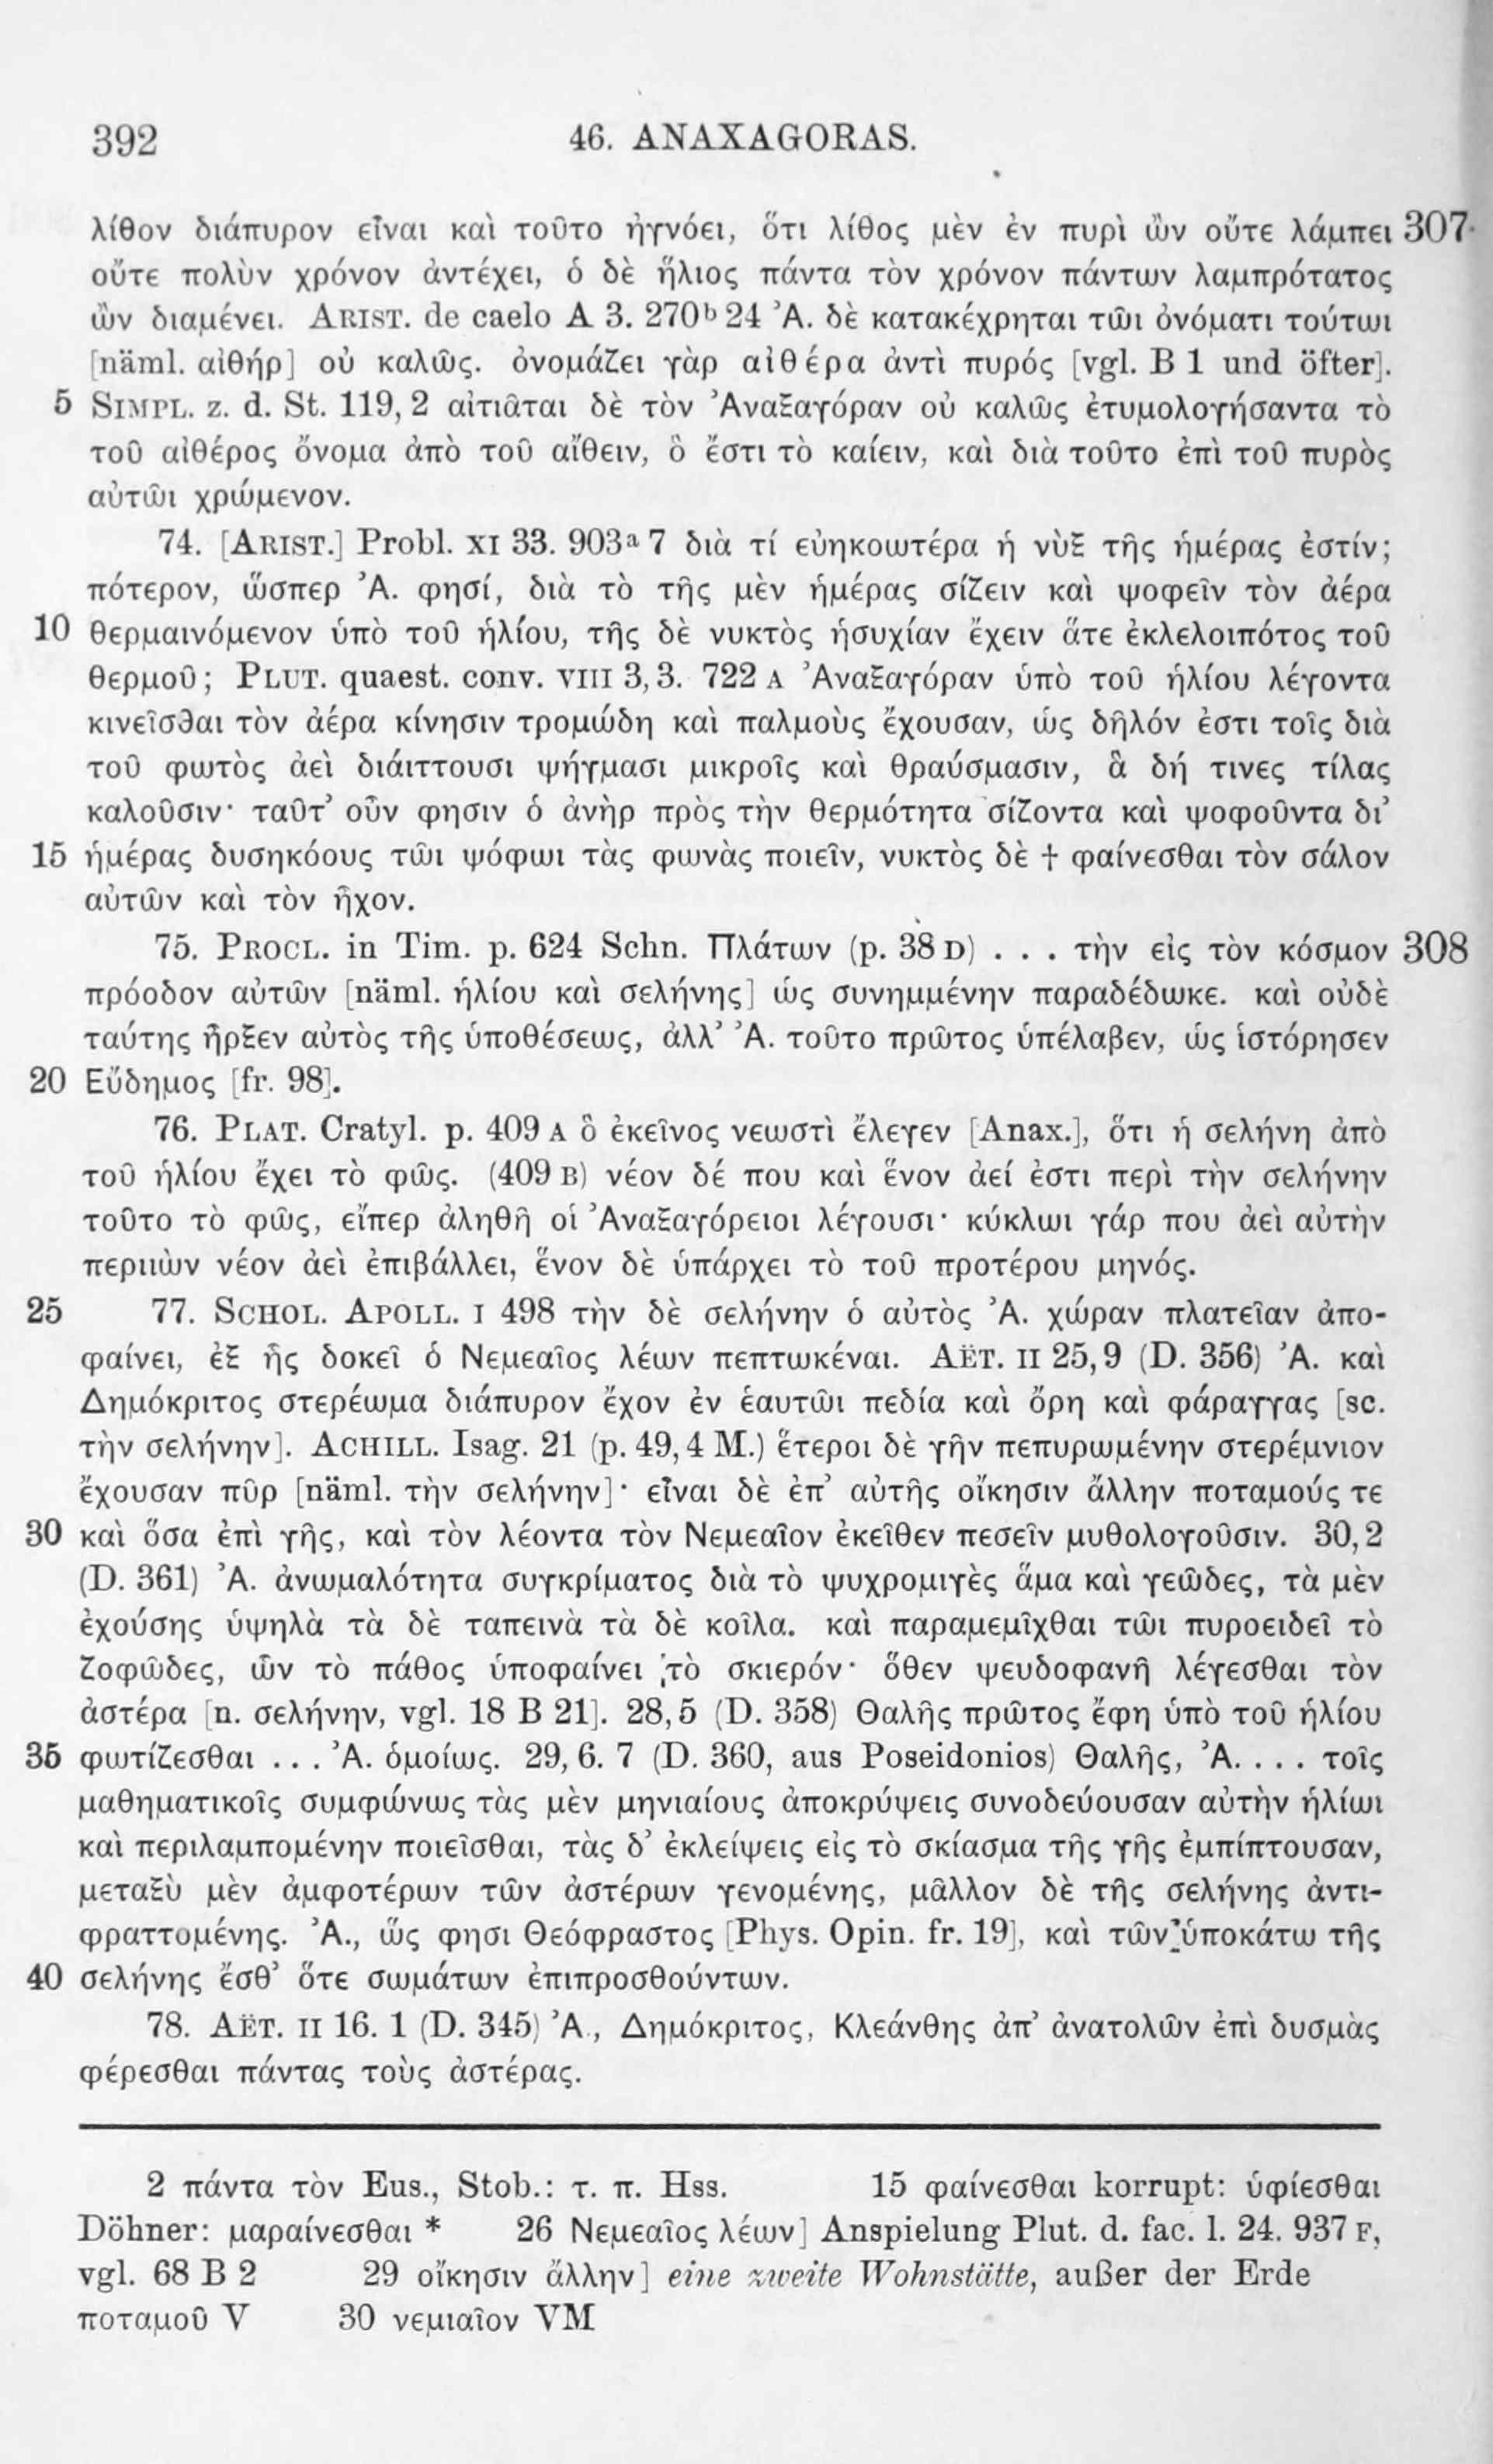 392 46. ANAXAGORAS.
λίθον διάπυρον εἶναι καὶ τοῦτο ἠγνόει, ὅτι λίθος μὲν ἐν πυρὶ ὢν οὔτε λάμπει 307
οὔτε πολὺν χρόνον ἀντέχει, ὁ δὲ ἥλιος πάντα τὸν χρόνον πάντων λαμπρότατος
ὢν διαμένει. ARIST. de caelo A 3. 270ᵇ 24 Ἀ. δὲ κατακέχρηται τῶι ὀνόματι τούτωι
[näml. αἰθήρ] οὐ καλῶς. ὀνομάζει γὰρ αἰθέρα ἀντὶ πυρός [vgl. B 1 und öfter].
5 SIMPL. z. d. St. 119, 2 αἰτιᾶται δὲ τὸν Ἀναξαγόραν οὐ καλῶς ἐτυμολογήσαντα τὸ
τοῦ αἰθέρος ὄνομα ἀπὸ τοῦ αἴθειν, ὅ ἔστι τὸ καίειν, καὶ διὰ τοῦτο ἐπὶ τοῦ πυρὸς
αὐτῶι χρώμενον.
74. [ARIST.] Probl. XI 33. 903ᵃ 7 διὰ τί εὐηκοωτέρα ἡ νὺξ τῆς ἡμέρας ἐστίν;
πότερον, ὥσπερ Ἀ. φησί, διὰ τὸ τῆς μὲν ἡμέρας σίζειν καὶ ψοφεῖν τὸν ἀέρα
10 θερμαινόμενον ὑπὸ τοῦ ἡλίου, τῆς δὲ νυκτὸς ἡσυχίαν ἔχειν ἅτε ἐκλελοιπότος τοῦ
θερμοῦ; PLUT. quaest. conv. VIII 3, 3. 722 A Ἀναξαγόραν ὑπὸ τοῦ ἡλίου λέγοντα
κινεῖσθαι τὸν ἀέρα κίνησιν τρομώδη καὶ παλμοὺς ἔχουσαν, ὡς δῆλόν ἐστι τοῖς διὰ
τοῦ φωτὸς ἀεὶ διάιττουσι ψήγμασι μικροῖς καὶ θραύσμασιν, ἃ δή τινες τίλας
καλοῦσιν· ταῦτ’ οὖν φησιν ὁ ἀνὴρ πρὸς τὴν θερμότητα σίζοντα καὶ ψοφοῦντα δι’
15 ἡμέρας δυσηκόους τῶι ψόφωι τὰς φωνὰς ποιεῖν, νυκτὸς δὲ † φαίνεσθαι τὸν σάλον
αὐτῶν καὶ τὸν ἦχον.
75. PROCL. in Tim. p. 624 Schn. Πλάτων (p. 38 D) . . . τὴν εἰς τὸν κόσμον 308
πρόοδον αὐτῶν [näml. ἡλίου καὶ σελήνης] ὡς συνημμένην παραδέδωκε. καὶ οὐδὲ
ταύτης ἦρξεν αὐτὸς τῆς ὑποθέσεως, ἀλλ’ Ἀ. τοῦτο πρῶτος ὑπέλαβεν, ὡς ἱστόρησεν
20 Εὔδημος [fr. 98].
76. PLAT. Cratyl. p. 409 A ὃ ἐκεῖνος νεωστὶ ἔλεγεν [Anax.], ὅτι ἡ σελήνη ἀπὸ
τοῦ ἡλίου ἔχει τὸ φῶς. (409 B) νέον δέ που καὶ ἕνον ἀεί ἐστι περὶ τὴν σελήνην
τοῦτο τὸ φῶς, εἴπερ ἀληθῆ οἱ Ἀναξαγόρειοι λέγουσι· κύκλωι γάρ που ἀεὶ αὐτὴν
περιιὼν νέον ἀεὶ ἐπιβάλλει, ἕνον δὲ ὑπάρχει τὸ τοῦ προτέρου μηνός.
25 77. SCHOL. APOLL. I 498 τὴν δὲ σελήνην ὁ αὐτὸς Ἀ. χώραν πλατεῖαν ἀπο-
φαίνει, ἐξ ἧς δοκεῖ ὁ Νεμεαῖος λέων πεπτωκέναι. AËT. II 25, 9 (D. 356) Ἀ. καὶ
Δημόκριτος στερέωμα διάπυρον ἔχον ἐν ἑαυτῶι πεδία καὶ ὄρη καὶ φάραγγας [sc.
τὴν σελήνην]. ACHILL. Isag. 21 (p. 49, 4 M.) ἕτεροι δὲ γῆν πεπυρωμένην στερέμνιον
ἔχουσαν πῦρ [näml. τὴν σελήνην]· εἶναι δὲ ἐπ’ αὐτῆς οἴκησιν ἄλλην ποταμούς τε
30 καὶ ὅσα ἐπὶ γῆς, καὶ τὸν λέοντα τὸν Νεμεαῖον ἐκεῖθεν πεσεῖν μυθολογοῦσιν. 30, 2
(D. 361) Ἀ. ἀνωμαλότητα συγκρίματος διὰ τὸ ψυχρομιγὲς ἅμα καὶ γεῶδες, τὰ μὲν
ἐχούσης ὑψηλὰ τὰ δὲ ταπεινὰ τὰ δὲ κοῖλα. καὶ παραμεμῖχθαι τῶι πυροειδεῖ τὸ
ζοφῶδες, ὧν τὸ πάθος ὑποφαίνει τὸ σκιερόν· ὅθεν ψευδοφανῆ λέγεσθαι τὸν
ἀστέρα [n. σελήνην, vgl. 18 B 21]. 28, 5 (D. 358) Θαλῆς πρῶτος ἔφη ὑπὸ τοῦ ἡλίου
35 φωτίζεσθαι . . . Ἀ. ὁμοίως. 29, 6. 7 (D. 360, aus Poseidonios) Θαλῆς, Ἀ. . . . τοῖς
μαθηματικοῖς συμφώνως τὰς μὲν μηνιαίους ἀποκρύψεις συνοδεύουσαν αὐτὴν ἡλίωι
καὶ περιλαμπομένην ποιεῖσθαι, τὰς δ’ ἐκλείψεις εἰς τὸ σκίασμα τῆς γῆς ἐμπίπτουσαν,
μεταξὺ μὲν ἀμφοτέρων τῶν ἀστέρων γενομένης, μᾶλλον δὲ τῆς σελήνης ἀντι-
φραττομένης. Ἀ., ὥς φησι Θεόφραστος [Phys. Opin. fr. 19], καὶ τῶν ὑποκάτω τῆς
40 σελήνης ἔσθ’ ὅτε σωμάτων ἐπιπροσθούντων.
78. AËT. II 16. 1 (D. 345) Ἀ., Δημόκριτος, Κλεάνθης ἀπ’ ἀνατολῶν ἐπὶ δυσμὰς
φέρεσθαι πάντας τοὺς ἀστέρας.
2 πάντα τὸν Eus., Stob.: τ. π. Hss. 15 φαίνεσθαι korrupt: ὑφίεσθαι
Döhner: μαραίνεσθαι * 26 Νεμεαῖος λέων] Anspielung Plut. d. fac. l. 24. 937 F,
vgl. 68 B 2 29 οἴκησιν ἄλλην] eine zweite Wohnstätte, außer der Erde
ποταμοῦ V 30 νεμιαῖον VM